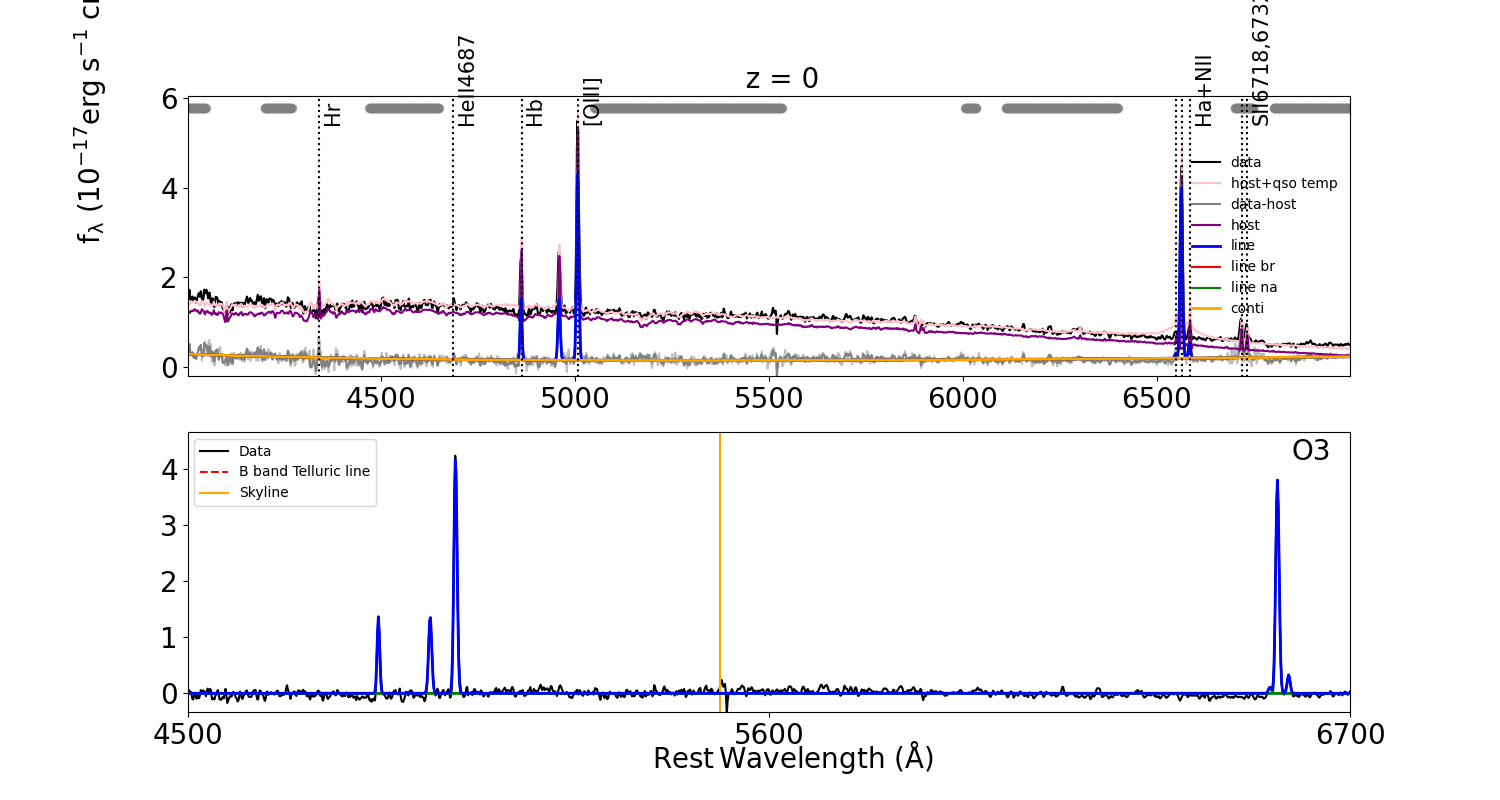 f_λ (10^−17 erg s^−1
z = 0
Hr
HeII4687
Hb
[OIII]
Ha+NII
SII6718,6732
6
4
2
0
data
host+qso temp
data-host
host
line
line br
line na
conti
4500
5000
5500
6000
6500
Data
B band Telluric line
Skyline
O3
4
3
2
1
0
4500
5600
6700
Rest Wavelength (Å)